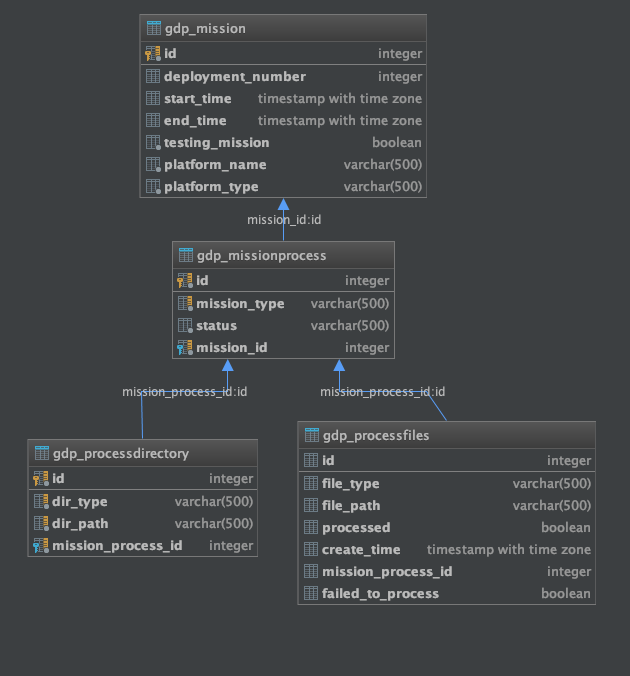 gdp_mission
id integer
deployment_number integer
start_time timestamp with time zone
end_time timestamp with time zone
testing_mission boolean
platform_name varchar(500)
platform_type varchar(500)
mission_id:id
gdp_missionprocess
id integer
mission_type varchar(500)
status varchar(500)
mission_id integer
mission_process_id:id
mission_process_id:id
gdp_processdirectory
id integer
dir_type varchar(500)
dir_path varchar(500)
mission_process_id integer
gdp_processfiles
id integer
file_type varchar(500)
file_path varchar(500)
processed boolean
create_time timestamp with time zone
mission_process_id integer
failed_to_process boolean